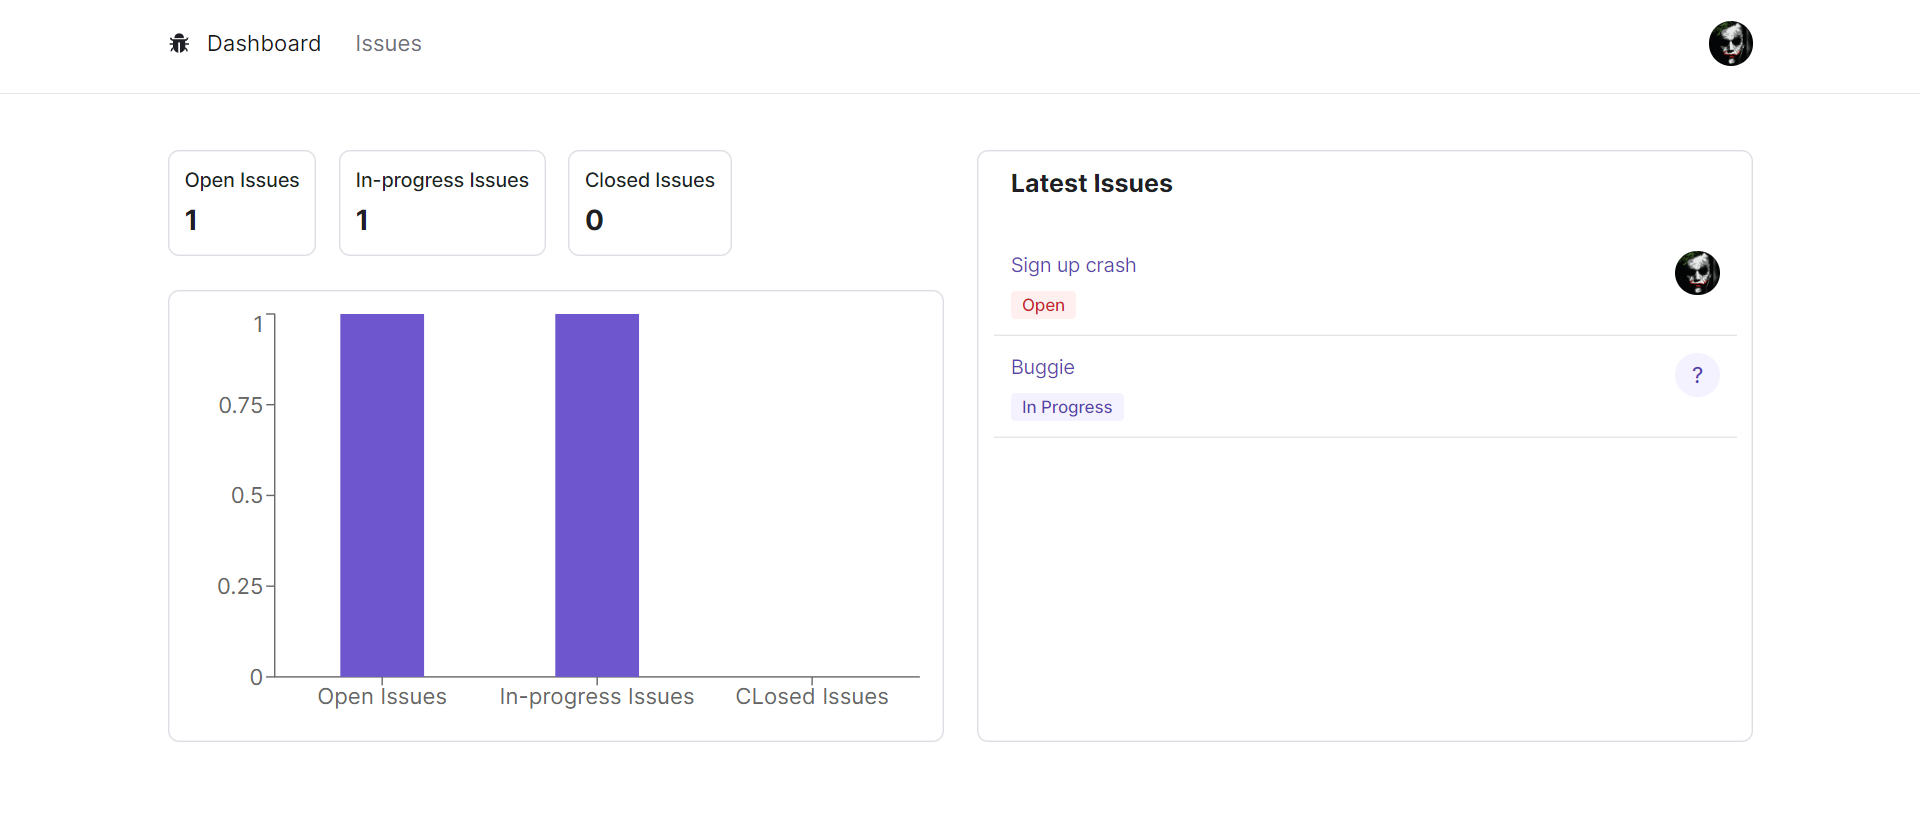 Dashboard Issues
Open Issues
1
In-progress Issues
1
Closed Issues
0
1
0.75
0.5
0.25
0
Open Issues In-progress Issues CLosed Issues
Latest Issues
Sign up crash
Open
Buggie
?
In Progress